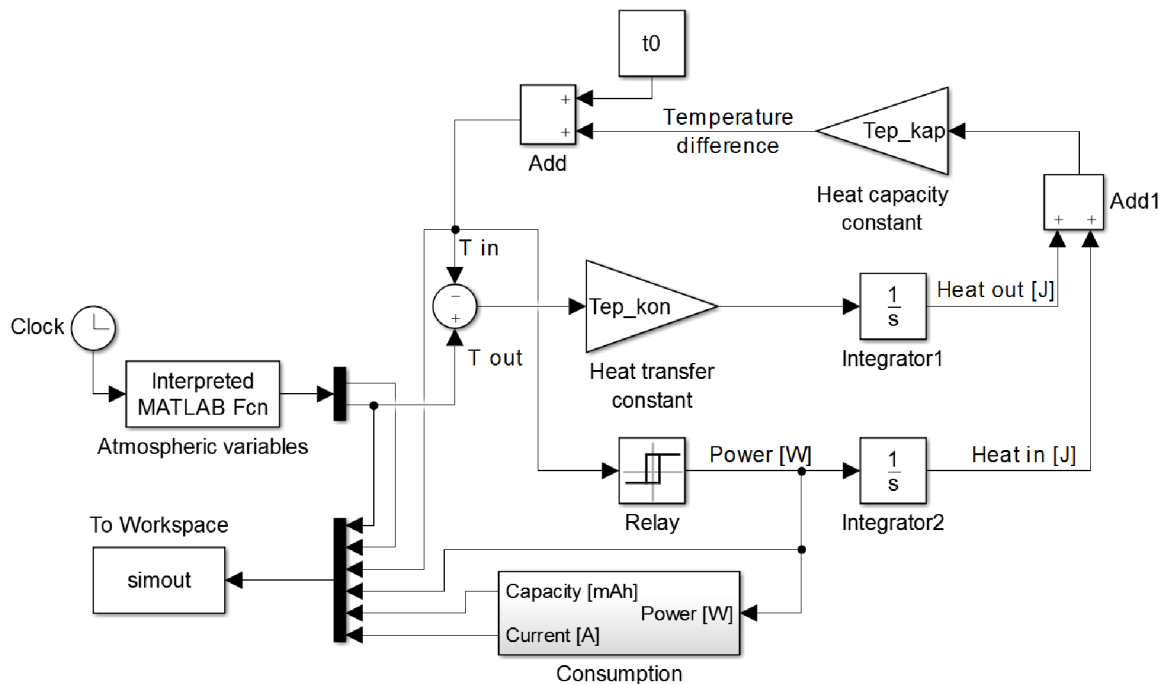 t0
+
+
Add
Temperature
difference
Tep_kap
Heat capacity
constant
+ +
Add1
T in
−
+
T out
Tep_kon
Heat transfer
constant
1
s
Integrator1
Heat out [J]
Clock
Interpreted
MATLAB Fcn
Atmospheric variables
Relay
Power [W]
1
s
Integrator2
Heat in [J]
To Workspace
simout
Capacity [mAh]
Power [W]
Current [A]
Consumption